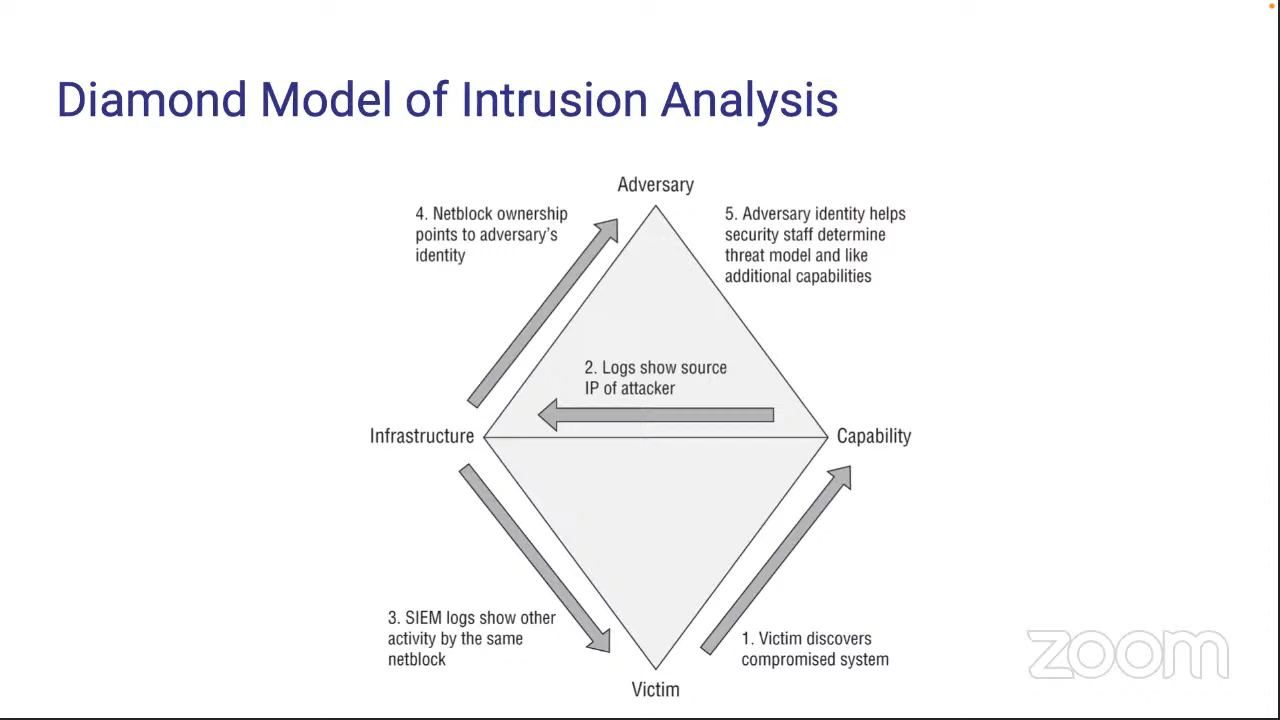 Diamond Model of Intrusion Analysis
Adversary
4. Netblock ownership
points to adversary's
identity
5. Adversary identity helps
security staff determine
threat model and like
additional capabilities
2. Logs show source
IP of attacker
Infrastructure
Capability
3. SIEM logs show other
activity by the same
netblock
1. Victim discovers
compromised system
Victim
zoom